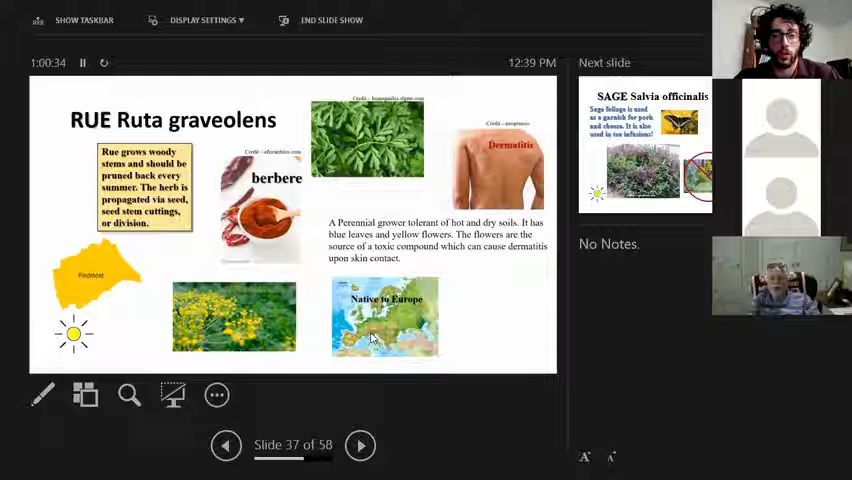 SHOW TASKBAR
DISPLAY SETTINGS ▼
END SLIDE SHOW
1:00:34
12:39 PM
Next slide
RUE Ruta graveolens
Rue grows woody
stems and should be
pruned back every
summer. The herb is
propagated via seed,
seed stem cuttings,
or division.
berbere
Dermatitis
A Perennial grower tolerant of hot and dry soils. It has
blue leaves and yellow flowers. The flowers are the
source of a toxic compound which can cause dermatitis
upon skin contact.
Piedmont
Native to Europe
SAGE Salvia officinalis
Sage foliage is used
as a garnish for pork
and cheese. It is also
used in tea infusions!
No Notes.
Slide 37 of 58